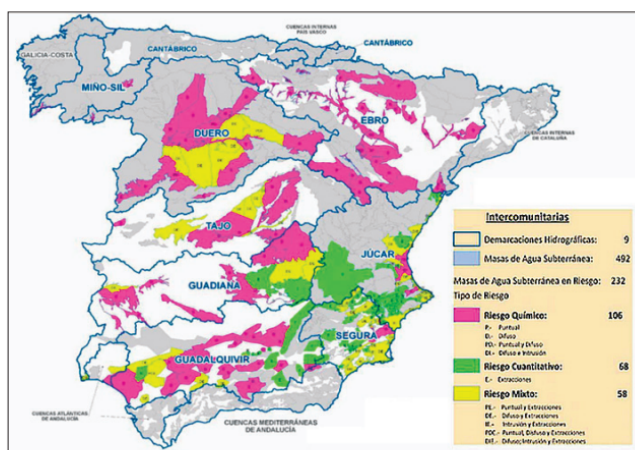 CUENCAS INTERNAS
PAÍS VASCO
GALICIA-COSTA
CANTÁBRICO
CANTÁBRICO
MIÑO-SIL
EBRO
DUERO
CUENCAS INTERNAS
DE CATALUÑA
TAJO
JÚCAR
GUADIANA
SEGURA
GUADALQUIVIR
CUENCAS ATLÁNTICAS
DE ANDALUCÍA
CUENCAS MEDITERRÁNEAS
DE ANDALUCÍA
Intercomunitarias
Demarcaciones Hidrográficas: 9
Masas de Agua Subterránea: 492
Masas de Agua Subterránea en Riesgo: 232
Tipo de Riesgo
Riesgo Químico: 106
P.- Puntual
D.- Difuso
PD.- Puntual y Difuso
DI.- Difuso e Intrusión
Riesgo Cuantitativo: 68
E.- Extracciones
Riesgo Mixto: 58
PE.- Puntual y Extracciones
DE.- Difuso y Extracciones
IE.- Intrusión y Extracciones
PDE.- Puntual, Disfuso y Extracciones
DIE.- Difuso; Intrusión y Extracciones